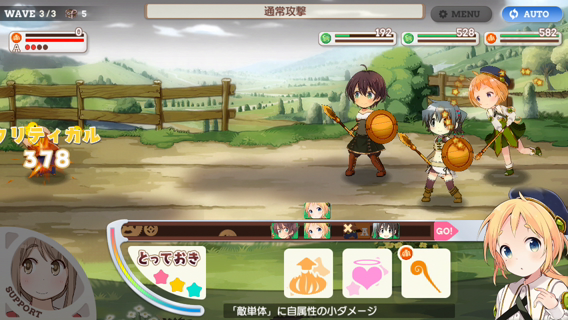 WAVE 3/3 5
通常攻撃
MENU
AUTO
0
A
192
528
582
クリティカル
378
GO!
とっておき
SUPPORT
「敵単体」に自属性の小ダメージ